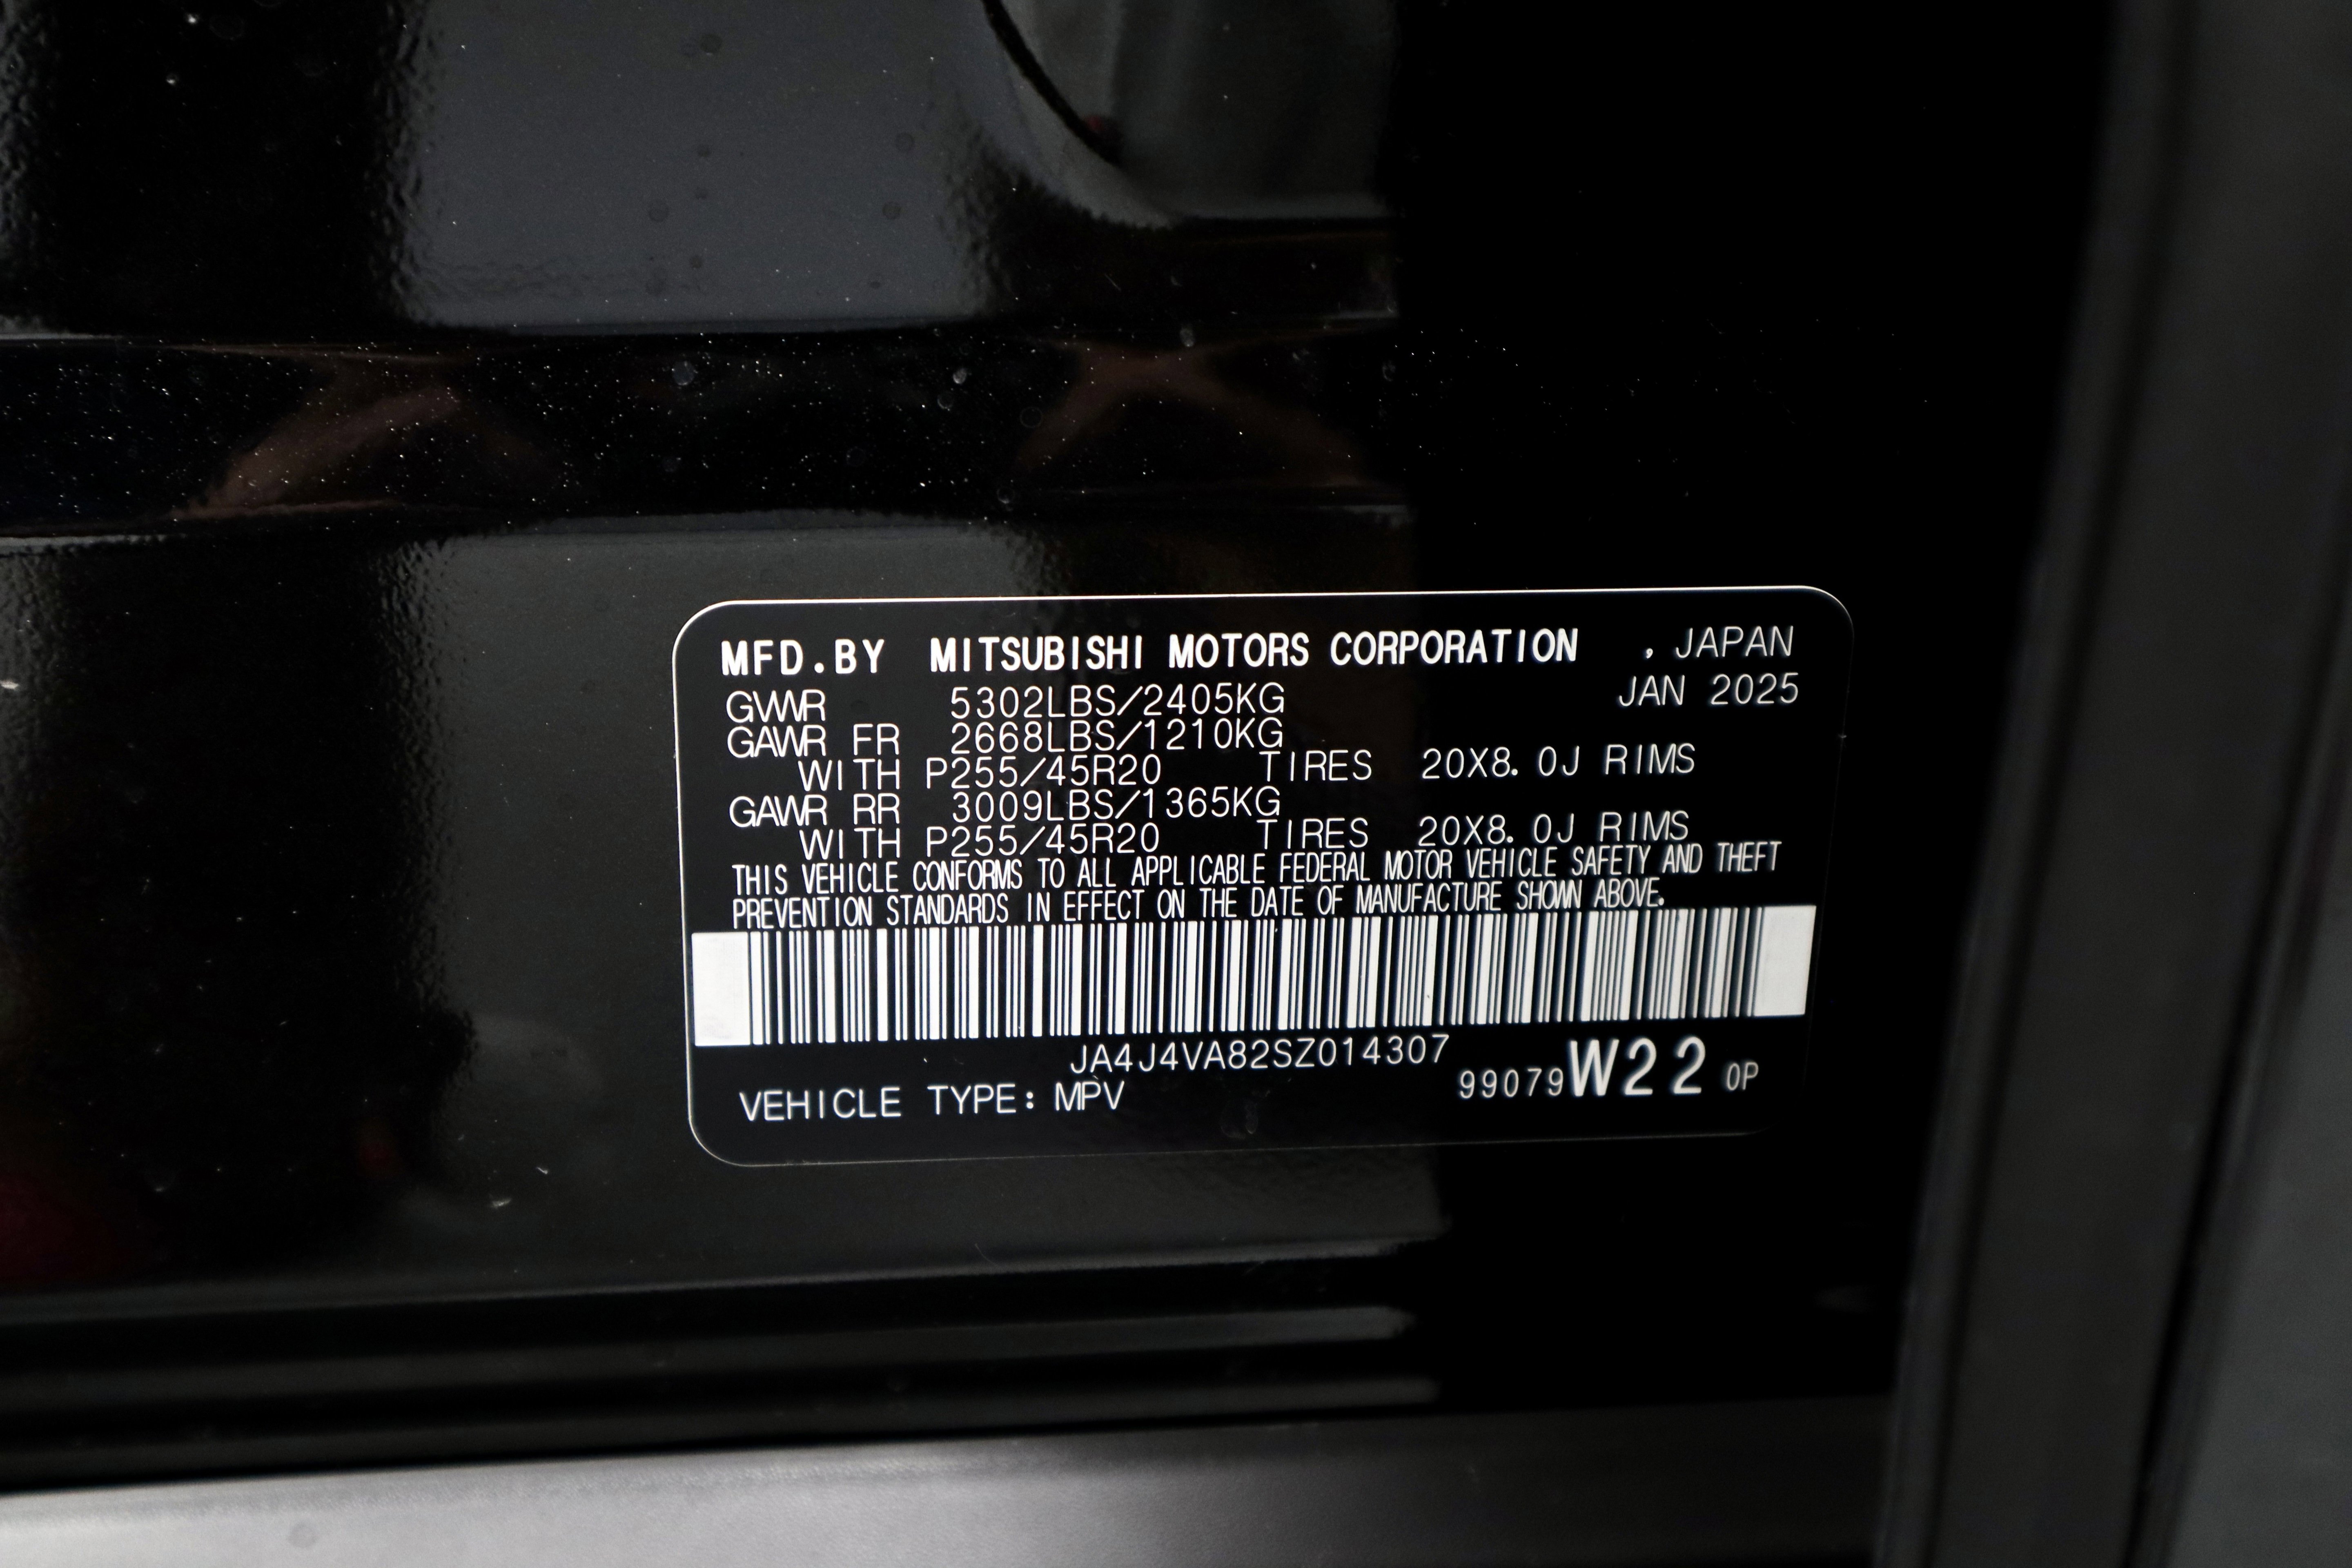 MFD.BY MITSUBISHI MOTORS CORPORATION , JAPAN
GVWR 5302LBS/2405KG JAN 2025
GAWR FR 2668LBS/1210KG
WITH P255/45R20 TIRES 20X8.0J RIMS
GAWR RR 3009LBS/1365KG
WITH P255/45R20 TIRES 20X8.0J RIMS
THIS VEHICLE CONFORMS TO ALL APPLICABLE FEDERAL MOTOR VEHICLE SAFETY AND THEFT
PREVENTION STANDARDS IN EFFECT ON THE DATE OF MANUFACTURE SHOWN ABOVE.
JA4J4VA82SZ014307
VEHICLE TYPE: MPV 99079W22 0P